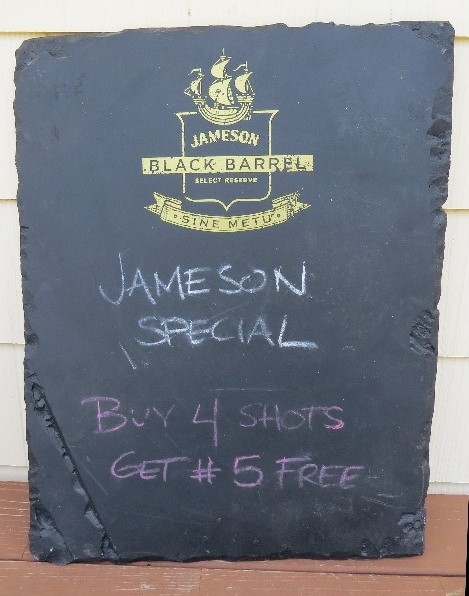 JAMESON
BLACK BARREL
SELECT RESERVE
SINE METU
JAMESON
SPECIAL
BUY 4 SHOTS
GET # 5 FREE